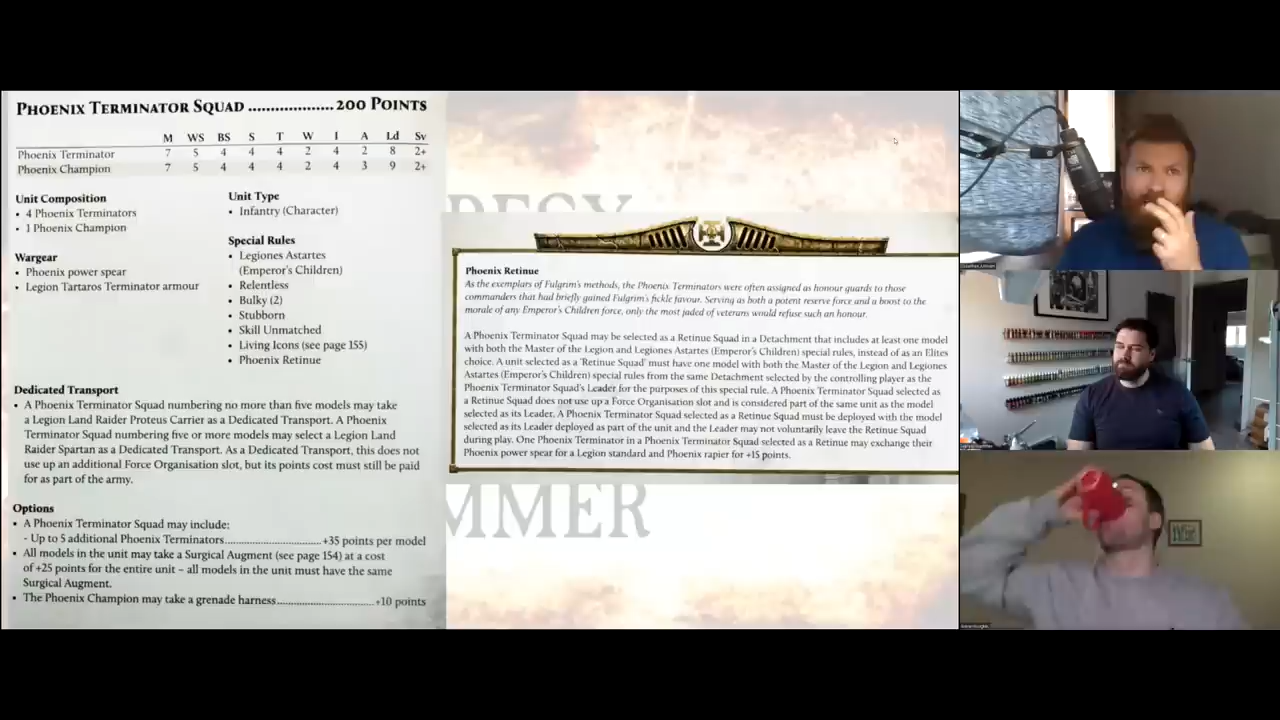 PHOENIX TERMINATOR SQUAD ................... 200 POINTS
M WS BS S T W I A Ld Sv
Phoenix Terminator 7 5 4 4 4 2 4 2 8 2+
Phoenix Champion 7 5 4 4 4 2 4 3 9 2+
Unit Composition
• 4 Phoenix Terminators
• 1 Phoenix Champion
Wargear
• Phoenix power spear
• Legion Tartaros Terminator armour
Unit Type
• Infantry (Character)
Special Rules
• Legiones Astartes
(Emperor's Children)
• Relentless
• Bulky (2)
• Stubborn
• Skill Unmatched
• Living Icons (see page 155)
• Phoenix Retinue
Dedicated Transport
• A Phoenix Terminator Squad numbering no more than five models may take
a Legion Land Raider Proteus Carrier as a Dedicated Transport. A Phoenix
Terminator Squad numbering five or more models may select a Legion Land
Raider Spartan as a Dedicated Transport. As a Dedicated Transport, this does not
use up an additional Force Organisation slot, but its points cost must still be paid
for as part of the army.
Options
• A Phoenix Terminator Squad may include:
- Up to 5 additional Phoenix Terminators............................+35 points per model
• All models in the unit may take a Surgical Augment (see page 154) at a cost
of +25 points for the entire unit – all models in the unit must have the same
Surgical Augment.
• The Phoenix Champion may take a grenade harness............................+10 points
RESY
Phoenix Retinue
As the exemplars of Fulgrim's methods, the Phoenix Terminators were often assigned as honour guards to those
commanders that had briefly gained Fulgrim's fickle favour. Serving as both a potent reserve force and a boost to the
morale of any Emperor's Children force, only the most jaded of veterans would refuse such an honour.
A Phoenix Terminator Squad may be selected as a Retinue Squad in a Detachment that includes at least one model
with both the Master of the Legion and Legiones Astartes (Emperor's Children) special rules, instead of as an Elites
choice. A unit selected as a 'Retinue Squad' must have one model with both the Master of the Legion and Legiones
Astartes (Emperor's Children) special rules from the same Detachment selected by the controlling player as the
Phoenix Terminator Squad's Leader for the purposes of this special rule. A Phoenix Terminator Squad selected as
a Retinue Squad does not use up a Force Organisation slot and is considered part of the same unit as the model
selected as its Leader. A Phoenix Terminator Squad selected as a Retinue Squad must be deployed with the model
selected as its Leader deployed as part of the unit and the Leader may not voluntarily leave the Retinue Squad
during play. One Phoenix Terminator in a Phoenix Terminator Squad selected as a Retinue may exchange their
Phoenix power spear for a Legion standard and Phoenix rapier for +15 points.
MMER